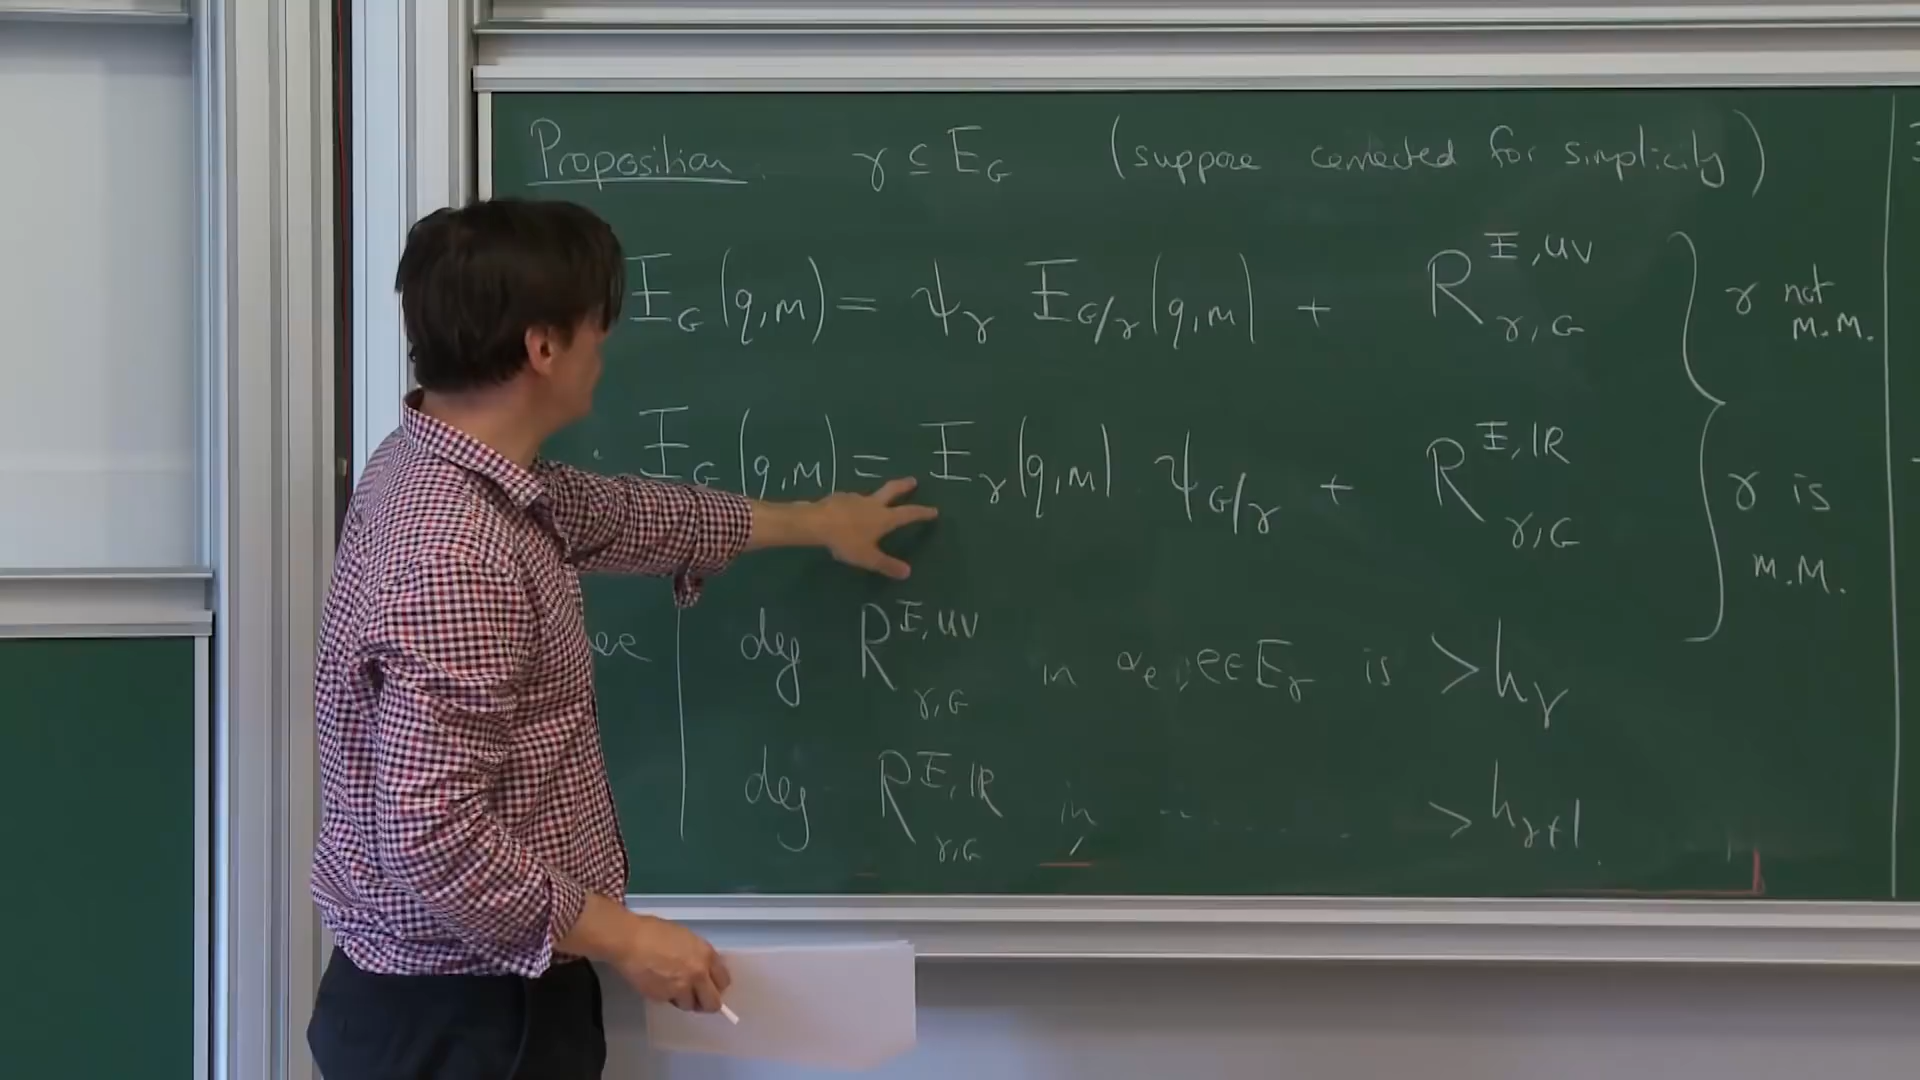 Proposition. γ ⊆ E_G (suppose connected for simplicity)
Ξ_G(q,m) = ψ_γ Ξ_{G/γ}(q,m) + R^{Ξ,UV}_{γ,G} } γ not m.m.
Ξ_G(q,m) = Ξ_γ(q,m) . ψ_{G/γ} + R^{Ξ,IR}_{γ,G} } γ is m.m.
deg R^{Ξ,UV}_{γ,G} in α_e, e∈E_γ is > h_γ
deg R^{Ξ,IR}_{γ,G} in ........ > h_γ+1.